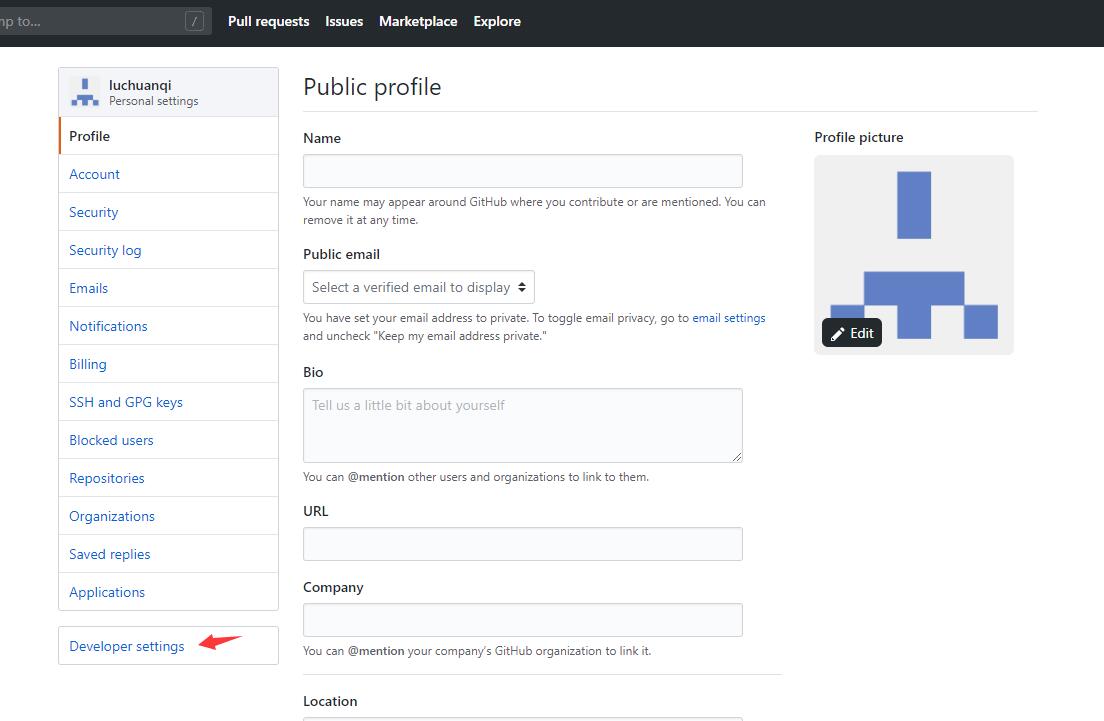 to...
/
Pull requests
Issues
Marketplace
Explore
luchuanqi
Personal settings
Profile
Account
Security
Security log
Emails
Notifications
Billing
SSH and GPG keys
Blocked users
Repositories
Organizations
Saved replies
Applications
Developer settings
Public profile
Name
Your name may appear around GitHub where you contribute or are mentioned. You can
remove it at any time.
Public email
Select a verified email to display
You have set your email address to private. To toggle email privacy, go to email settings
and uncheck "Keep my email address private."
Bio
Tell us a little bit about yourself
You can @mention other users and organizations to link to them.
URL
Company
You can @mention your company's GitHub organization to link it.
Location
Profile picture
Edit